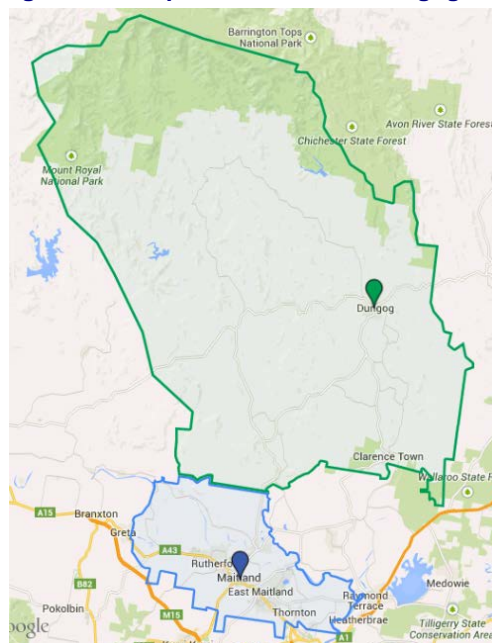 Barrington Tops
National Park
Avon River State Forest
Chichester State Forest
Mount Royal
National Park
Dungog
Clarence Town
Wallaroo State F
A15
Branxton
Greta
A43
Rutherfo
Maitland
East Maitland
Raymond
Terrace
Medowie
B82
Pokolbin
M15
Thornton
Heatherbrae
A1
Tilligerry State
Conservation Are
oogle